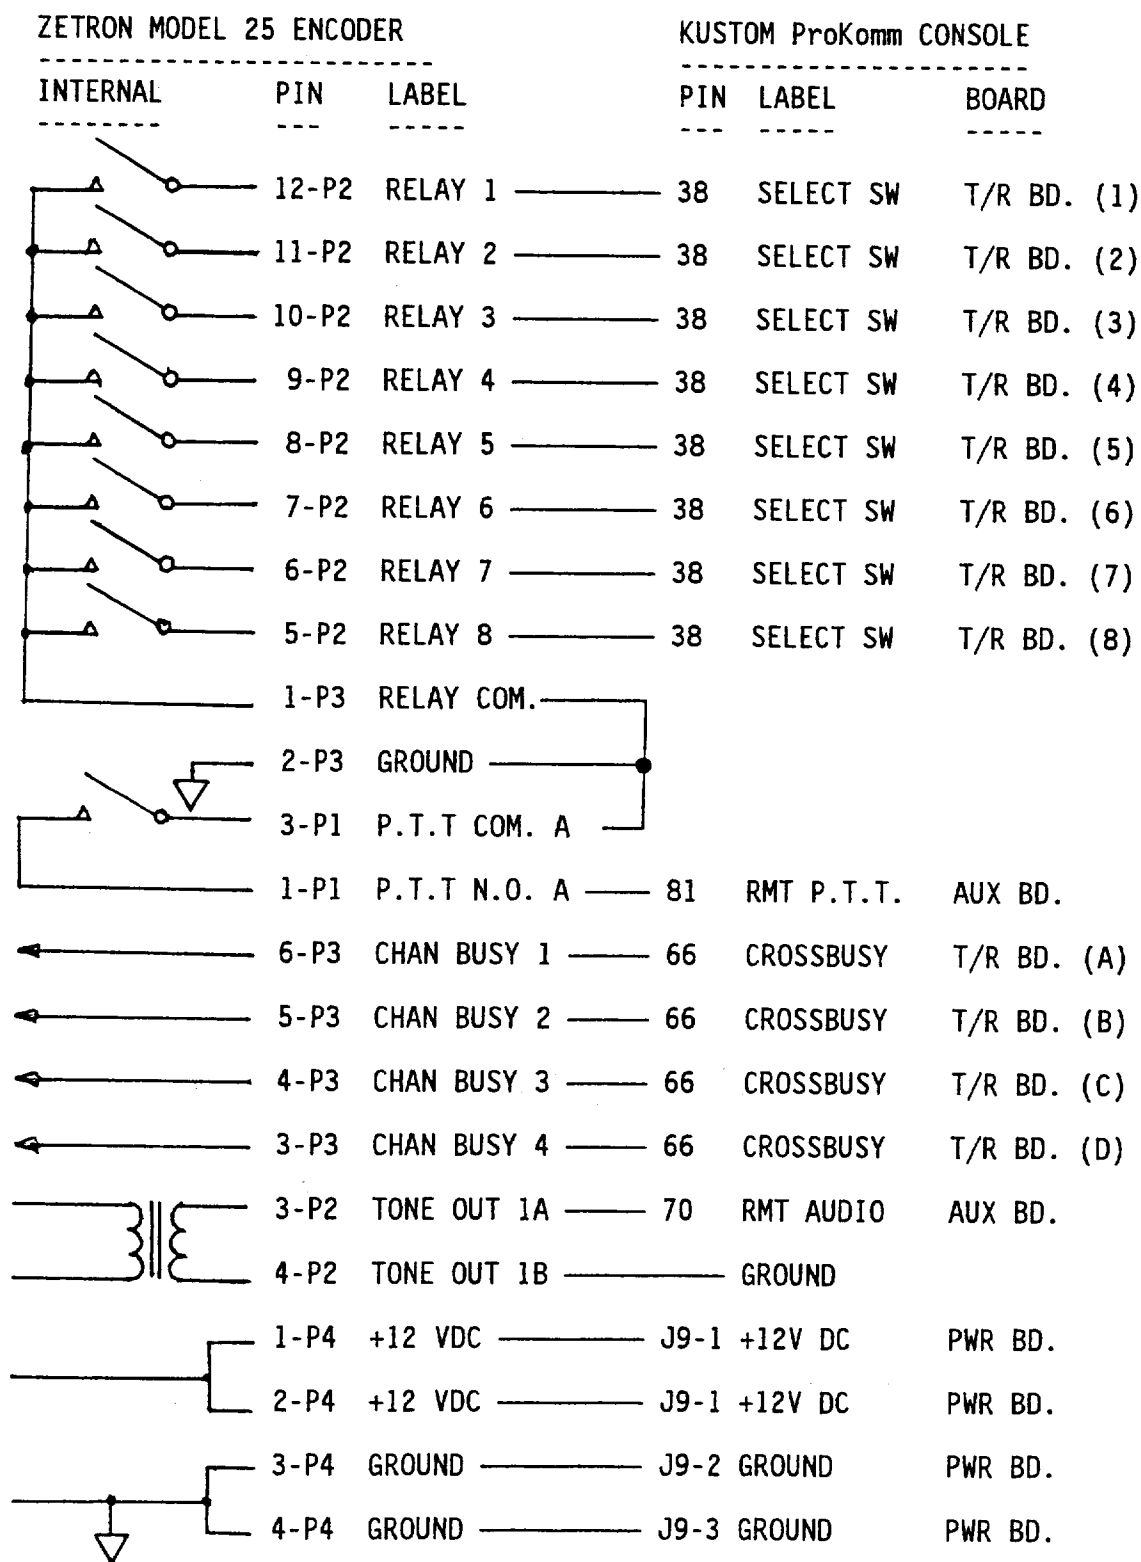 ZETRON MODEL 25 ENCODER KUSTOM ProKomm CONSOLE
INTERNAL PIN LABEL PIN LABEL BOARD
12-P2 RELAY 1 38 SELECT SW T/R BD. (1)
11-P2 RELAY 2 38 SELECT SW T/R BD. (2)
10-P2 RELAY 3 38 SELECT SW T/R BD. (3)
9-P2 RELAY 4 38 SELECT SW T/R BD. (4)
8-P2 RELAY 5 38 SELECT SW T/R BD. (5)
7-P2 RELAY 6 38 SELECT SW T/R BD. (6)
6-P2 RELAY 7 38 SELECT SW T/R BD. (7)
5-P2 RELAY 8 38 SELECT SW T/R BD. (8)
1-P3 RELAY COM.
2-P3 GROUND
3-P1 P.T.T COM. A
1-P1 P.T.T N.O. A 81 RMT P.T.T. AUX BD.
6-P3 CHAN BUSY 1 66 CROSSBUSY T/R BD. (A)
5-P3 CHAN BUSY 2 66 CROSSBUSY T/R BD. (B)
4-P3 CHAN BUSY 3 66 CROSSBUSY T/R BD. (C)
3-P3 CHAN BUSY 4 66 CROSSBUSY T/R BD. (D)
3-P2 TONE OUT 1A 70 RMT AUDIO AUX BD.
4-P2 TONE OUT 1B GROUND
1-P4 +12 VDC J9-1 +12V DC PWR BD.
2-P4 +12 VDC J9-1 +12V DC PWR BD.
3-P4 GROUND J9-2 GROUND PWR BD.
4-P4 GROUND J9-3 GROUND PWR BD.